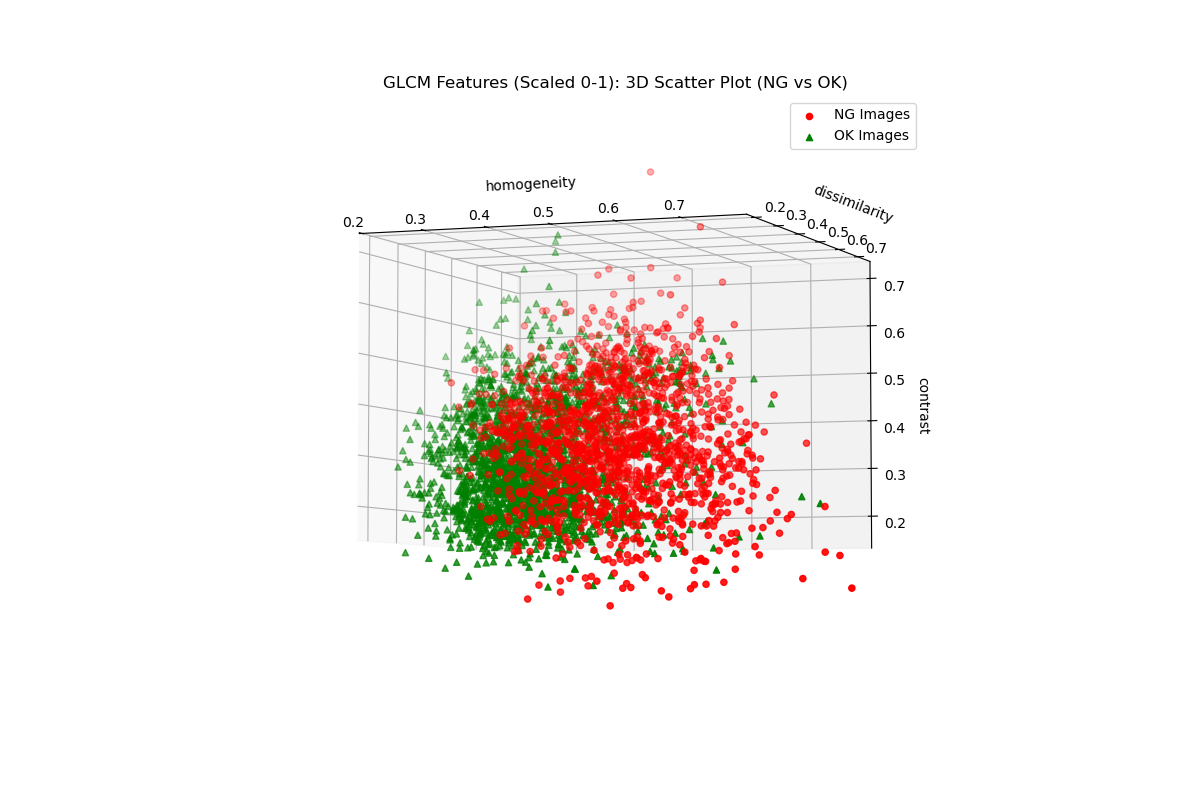 GLCM Features (Scaled 0-1): 3D Scatter Plot (NG vs OK)
NG Images
OK Images
homogeneity
dissimilarity
0.2 0.3 0.4 0.5 0.6 0.7
0.2 0.3 0.4 0.5 0.6 0.7
0.7
0.6
0.5
contrast
0.4
0.3
0.2